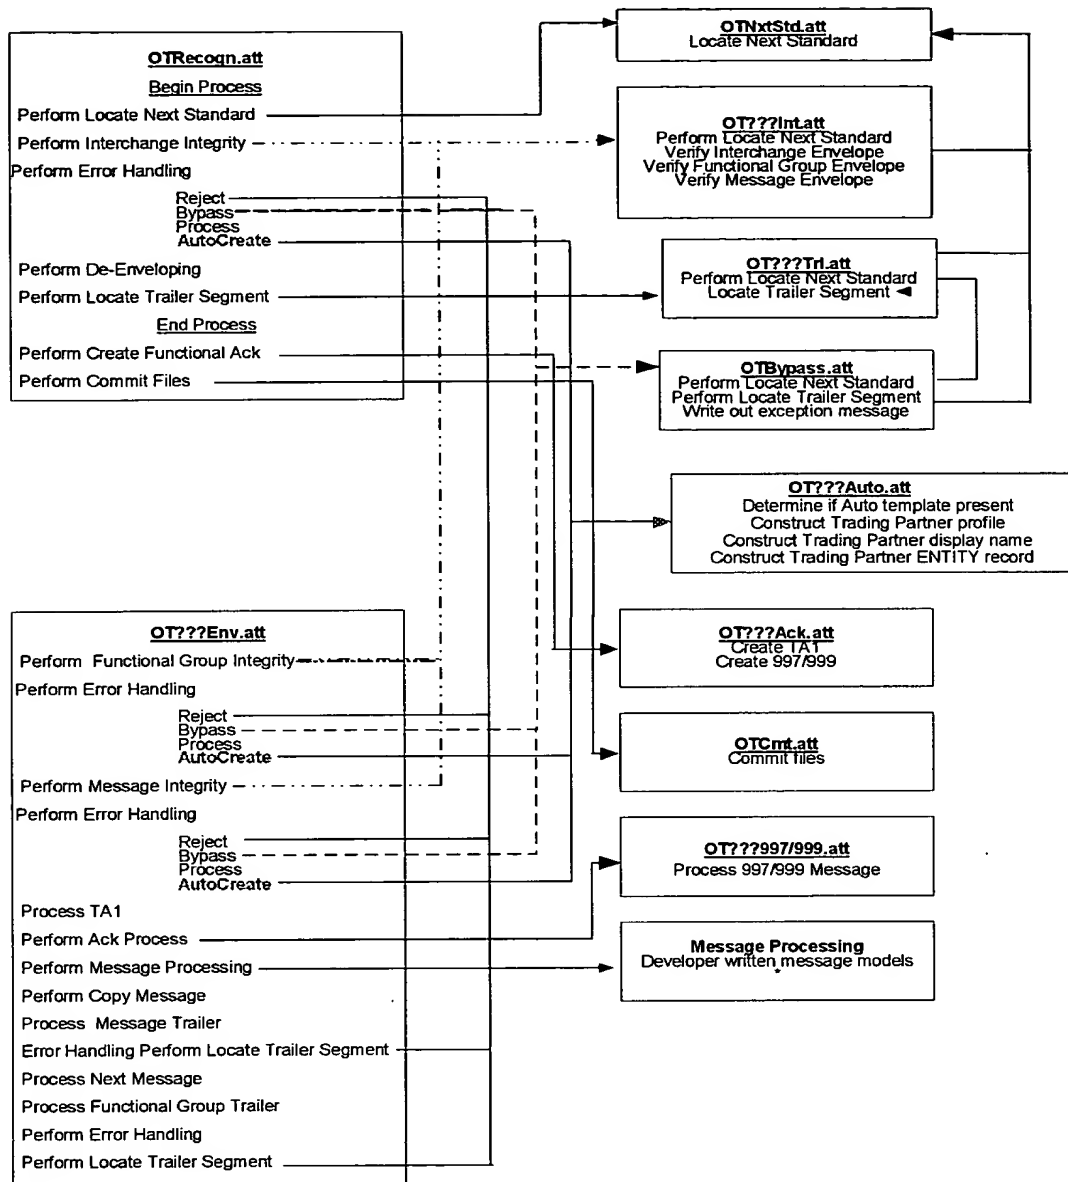 OTRecogn.att
Begin Process
Perform Locate Next Standard
Perform Interchange Integrity
Perform Error Handling
Reject
Bypass
Process
AutoCreate
Perform De-Enveloping
Perform Locate Trailer Segment
End Process
Perform Create Functional Ack
Perform Commit Files
OT???Env.att
Perform Functional Group Integrity
Perform Error Handling
Reject
Bypass
Process
AutoCreate
Perform Message Integrity
Perform Error Handling
Reject
Bypass
Process
AutoCreate
Process TA1
Perform Ack Process
Perform Message Processing
Perform Copy Message
Process Message Trailer
Error Handling Perform Locate Trailer Segment
Process Next Message
Process Functional Group Trailer
Perform Error Handling
Perform Locate Trailer Segment
OTNxtStd.att
Locate Next Standard
OT???Int.att
Perform Locate Next Standard
Verify Interchange Envelope
Verify Functional Group Envelope
Verify Message Envelope
OT???Trl.att
Perform Locate Next Standard
Locate Trailer Segment
OTBypass.att
Perform Locate Next Standard
Perform Locate Trailer Segment
Write out exception message
OT???Auto.att
Determine if Auto template present
Construct Trading Partner profile
Construct Trading Partner display name
Construct Trading Partner ENTITY record
OT???Ack.att
Create TA1
Create 997/999
OTCmt.att
Commit files
OT???997/999.att
Process 997/999 Message
Message Processing
Developer written message models
*